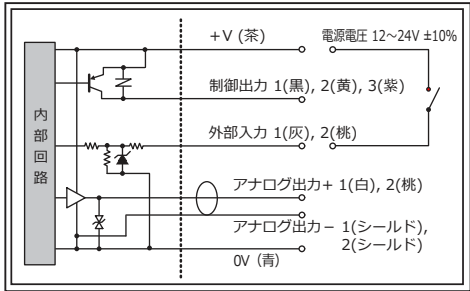 +V (茶)
電源電圧 12～24V ±10%
制御出力 1(黒), 2(黄), 3(紫)
内部回路
外部入力 1(灰), 2(桃)
アナログ出力+ 1(白), 2(桃)
アナログ出力− 1(シールド),
2(シールド)
0V (青)